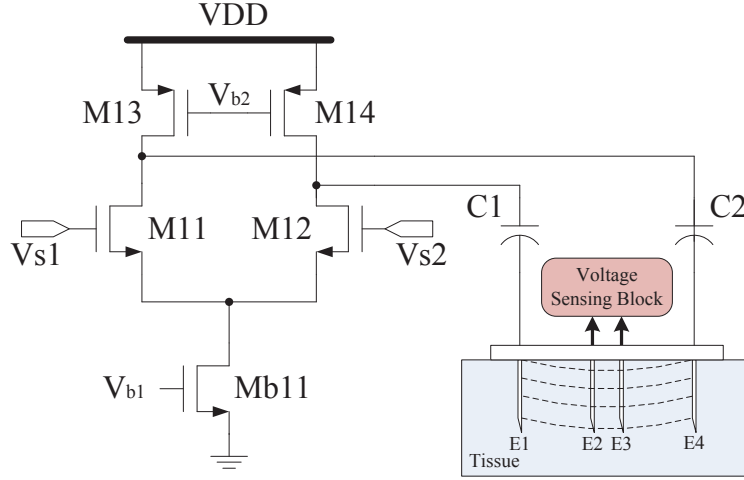 VDD
M13
Vb2
M14
C1
C2
Vs1
M11
M12
Vs2
Voltage
Sensing Block
Vb1
Mb11
E1
E2
E3
E4
Tissue